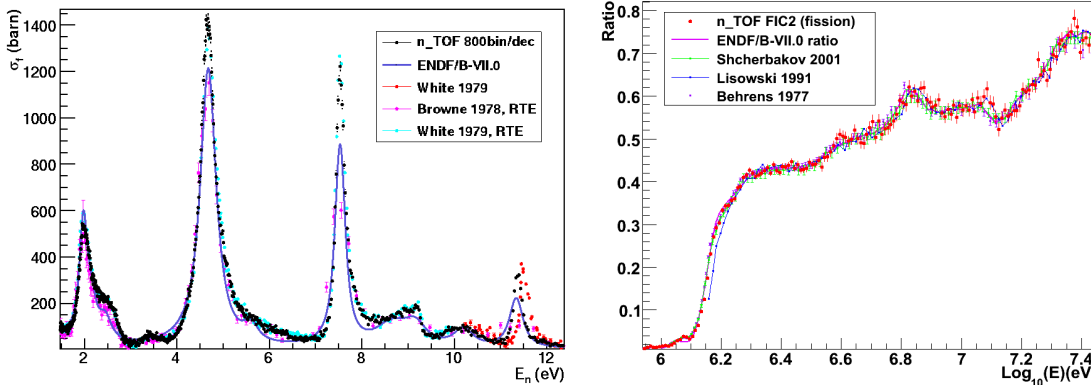 σf (barn)
1400
1200
1000
800
600
400
200
2
4
6
8
10
12
En (eV)
n_TOF 800bin/dec
ENDF/B-VII.0
White 1979
Browne 1978, RTE
White 1979, RTE
Ratio
0.8
0.7
0.6
0.5
0.4
0.3
0.2
0.1
0
6
6.2
6.4
6.6
6.8
7
7.2
7.4
Log10(E)(eV
n_TOF FIC2 (fission)
ENDF/B-VII.0 ratio
Shcherbakov 2001
Lisowski 1991
Behrens 1977